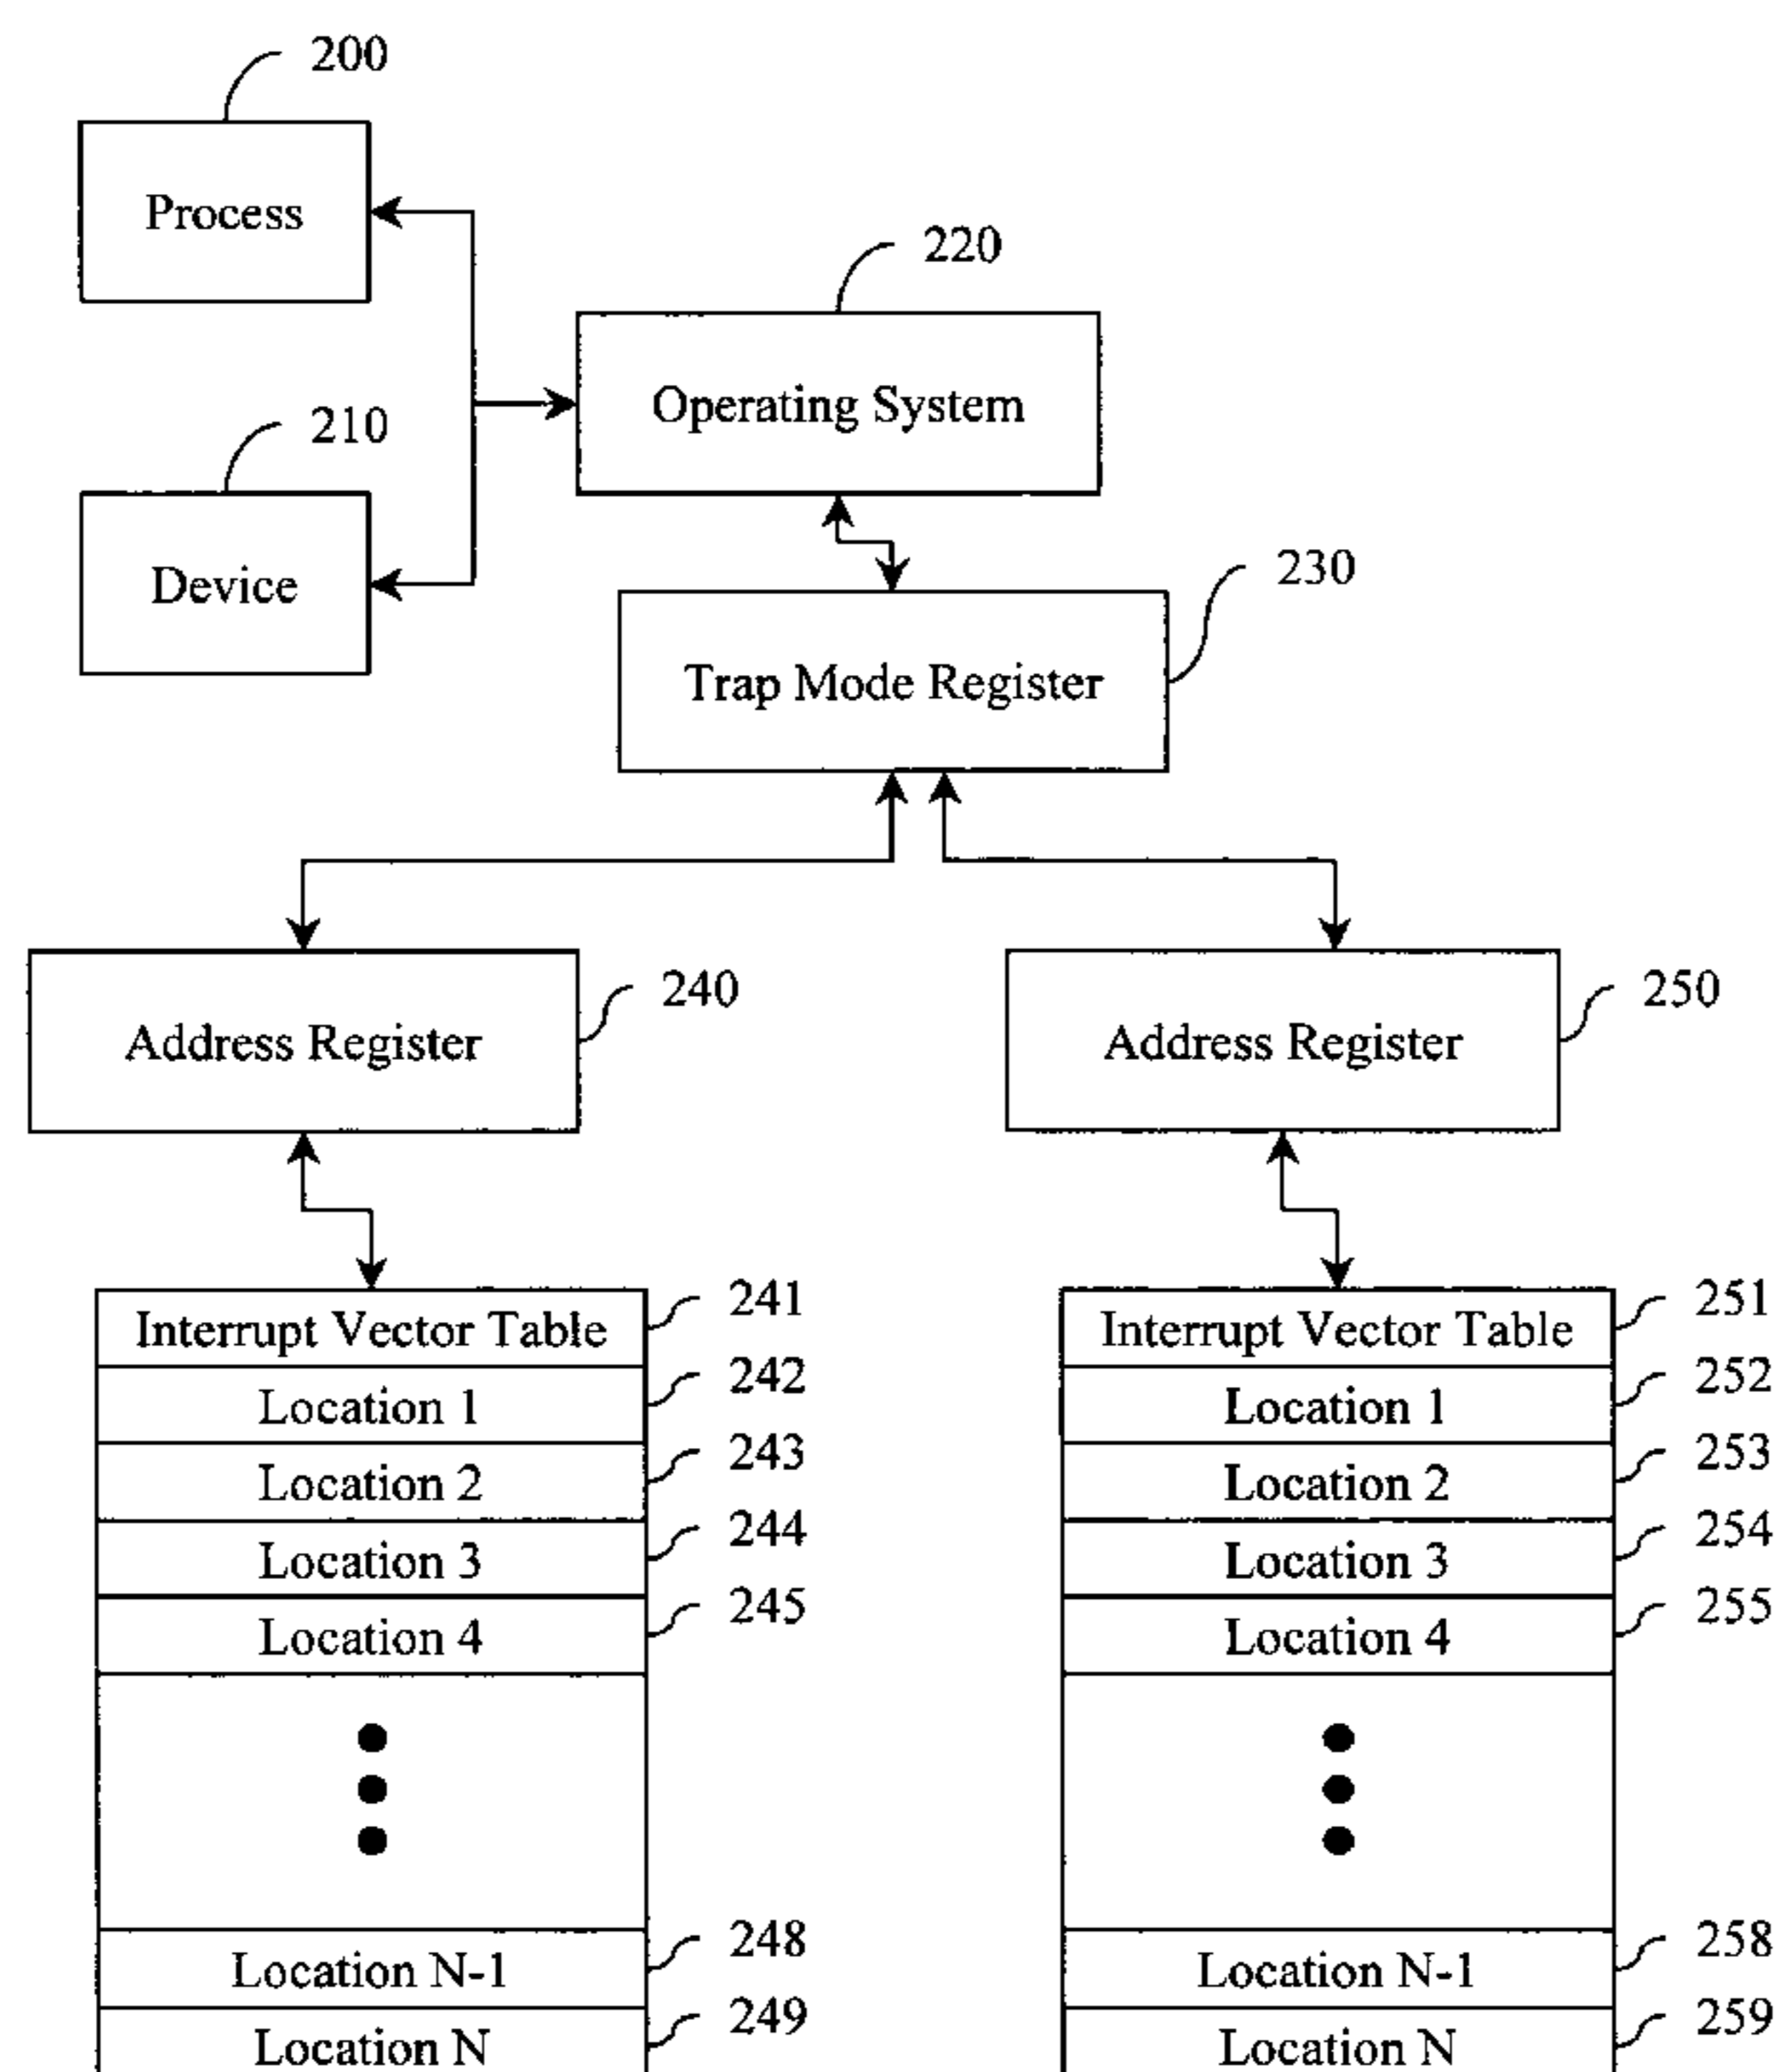 200
Process
220
Operating System
210
Device
230
Trap Mode Register
240
Address Register
250
Address Register
Interrupt Vector Table 241
Location 1 242
Location 2 243
Location 3 244
Location 4 245
Location N-1 248
Location N 249
Interrupt Vector Table 251
Location 1 252
Location 2 253
Location 3 254
Location 4 255
Location N-1 258
Location N 259